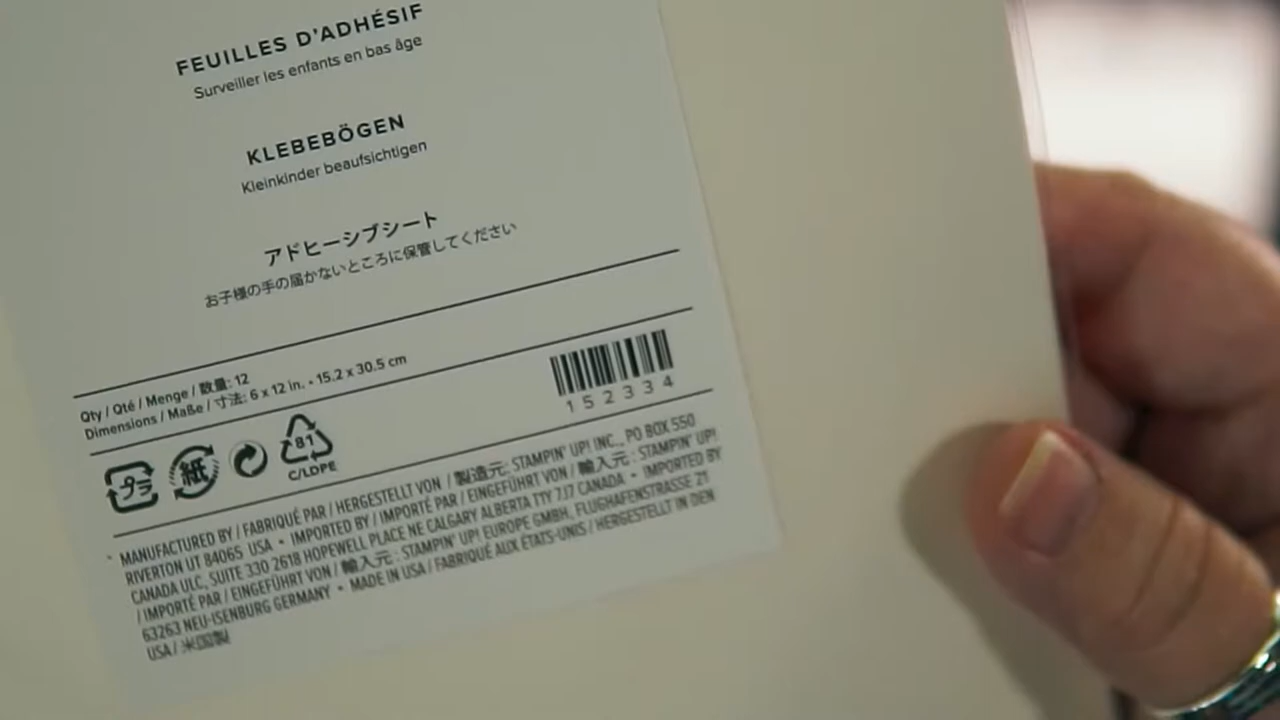 FEUILLES D'ADHÉSIF
Surveiller les enfants en bas âge
KLEBEBÖGEN
Kleinkinder beaufsichtigen
アドヒーシブシート
お子様の手の届かないところに保管してください
Qty / Qté / Menge / 数量: 12
Dimensions / Maße / 寸法: 6 x 12 in. • 15.2 x 30.5 cm
152334
プラ
紙
81
C/LDPE
MANUFACTURED BY / FABRIQUÉ PAR / HERGESTELLT VON / 製造元: STAMPIN' UP! INC., PO BOX 550
RIVERTON UT 84065 USA • IMPORTED BY / IMPORTÉ PAR / EINGEFÜHRT VON / 輸入元: STAMPIN' UP!
CANADA ULC, SUITE 330 2618 HOPEWELL PLACE NE CALGARY ALBERTA T1Y 7J7 CANADA • IMPORTED BY
/ IMPORTÉ PAR / EINGEFÜHRT VON / 輸入元: STAMPIN' UP! EUROPE GMBH, FLUGHAFENSTRASSE 21
63263 NEU-ISENBURG GERMANY • MADE IN USA / FABRIQUÉ AUX ÉTATS-UNIS / HERGESTELLT IN DEN
USA / 米国製